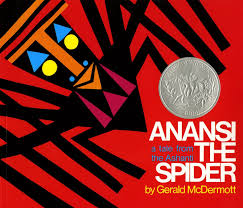 ANANSI
a tale from THE
the Ashanti SPIDER
by Gerald McDermott